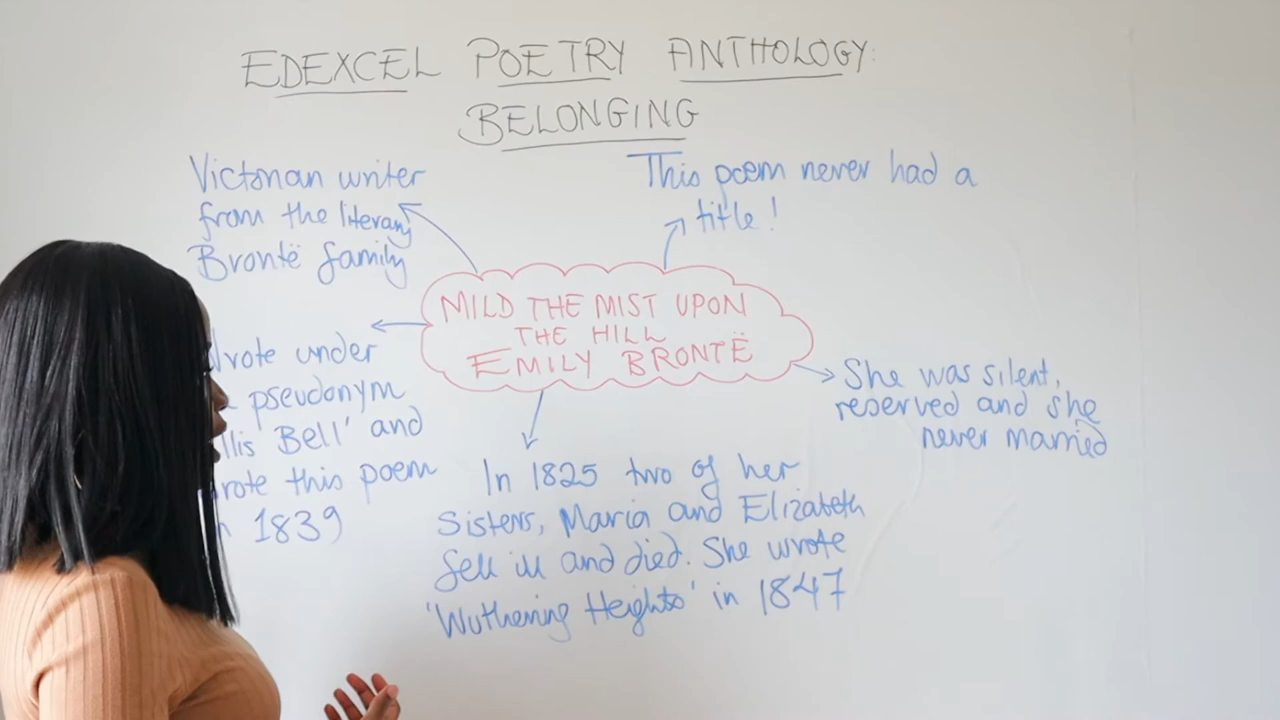 EDEXCEL POETRY ANTHOLOGY:
BELONGING
Victorian writer
from the literary
Brontë family
This poem never had a
title!
MILD THE MIST UPON
THE HILL
EMILY BRONTË
wrote under
pseudonym
Bell' and
this poem
1839
She was silent,
reserved and she
never married
In 1825 two of her
Sisters, Maria and Elizabeth
fell ill and died. She wrote
'Wuthering Heights' in 1847